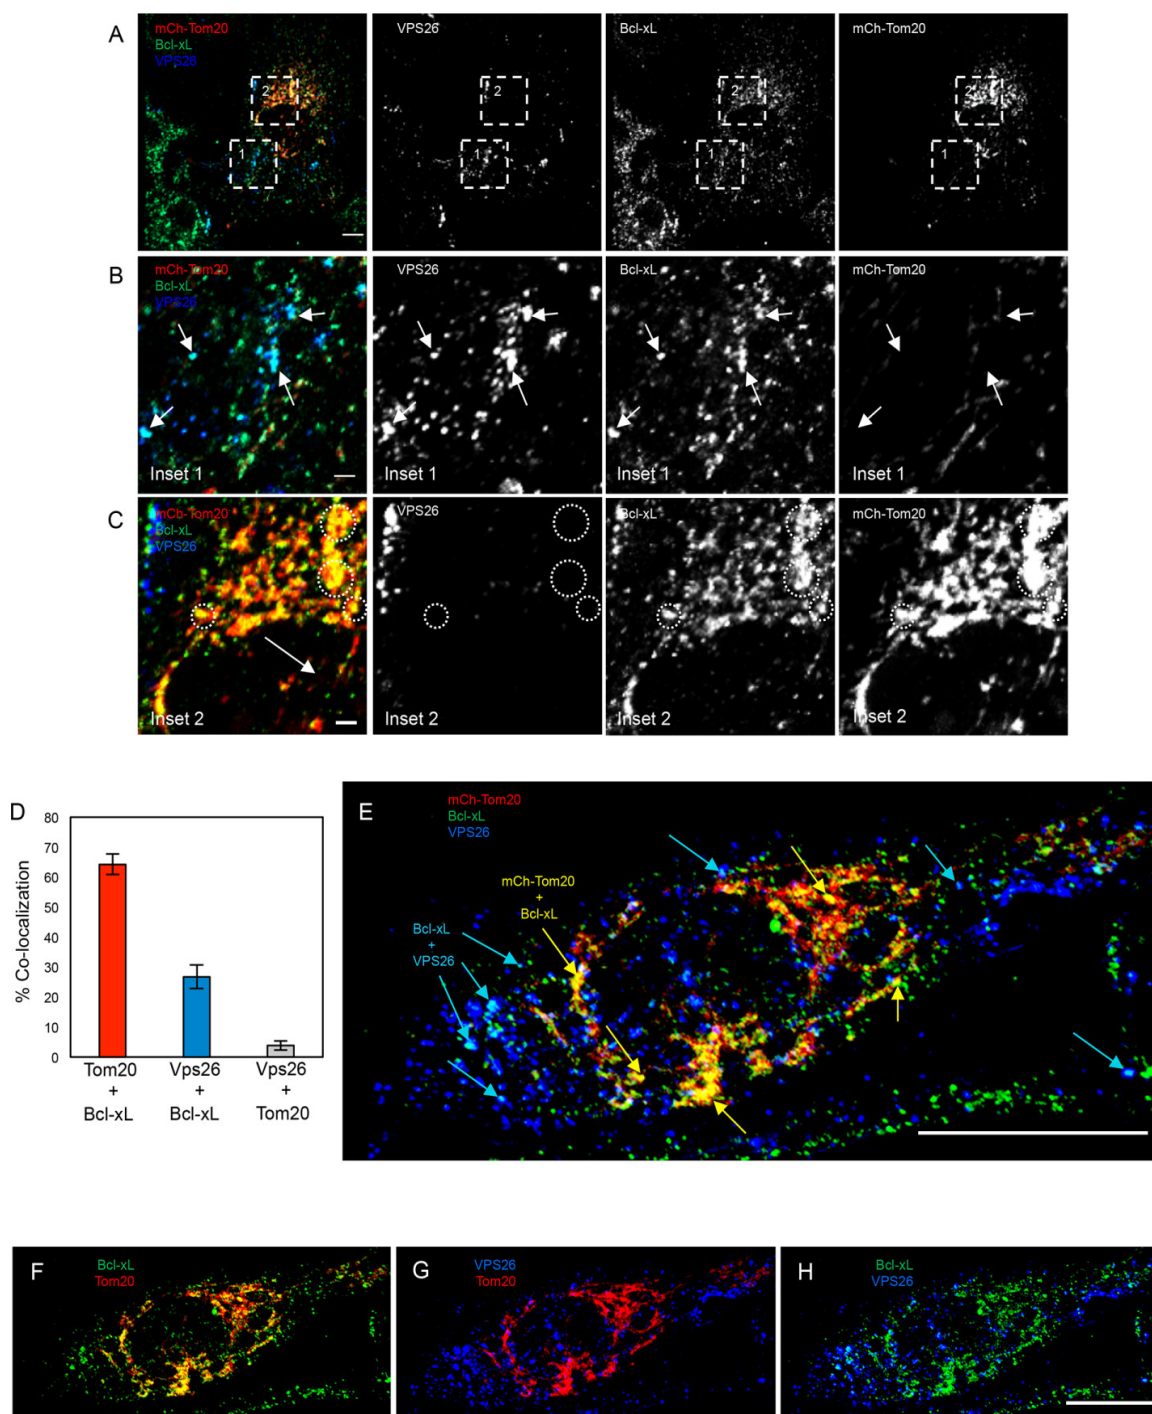 A
mCh-Tom20
Bcl-xL
VPS26
1
2
VPS26
1
2
Bcl-xL
1
2
mCh-Tom20
1
2
B
mCh-Tom20
Bcl-xL
VPS26
Inset 1
VPS26
Inset 1
Bcl-xL
Inset 1
mCh-Tom20
Inset 1
C
mCh-Tom20
Bcl-xL
VPS26
Inset 2
VPS26
Inset 2
Bcl-xL
Inset 2
mCh-Tom20
Inset 2
D
% Co-localization
80
70
60
50
40
30
20
10
0
Tom20
+
Bcl-xL
Vps26
+
Bcl-xL
Vps26
+
Tom20
E
mCh-Tom20
Bcl-xL
VPS26
mCh-Tom20
+
Bcl-xL
Bcl-xL
+
VPS26
F
Bcl-xL
Tom20
G
VPS26
Tom20
H
Bcl-xL
VPS26